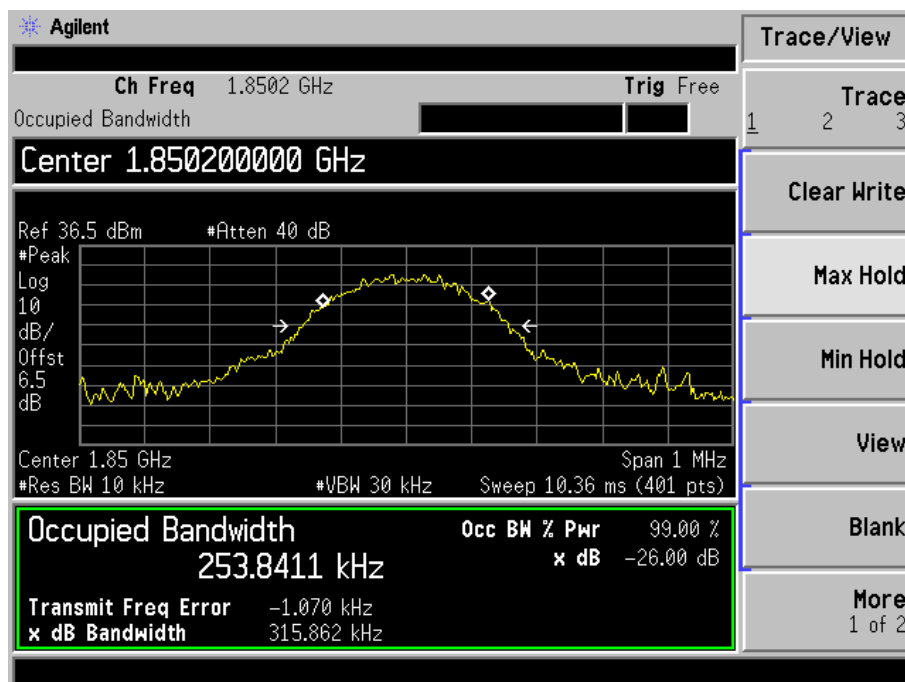 Agilent
Trace/View
Ch Freq 1.8502 GHz Trig Free
Occupied Bandwidth
Center 1.850200000 GHz
Ref 36.5 dBm #Atten 40 dB
#Peak
Log
10
dB/
Offst
6.5
dB
Center 1.85 GHz Span 1 MHz
#Res BW 10 kHz #VBW 30 kHz Sweep 10.36 ms (401 pts)
Occupied Bandwidth Occ BW % Pwr 99.00 %
253.8411 kHz x dB -26.00 dB
Transmit Freq Error -1.070 kHz
x dB Bandwidth 315.862 kHz
Trace
1 2 3
Clear Write
Max Hold
Min Hold
View
Blank
More
1 of 2